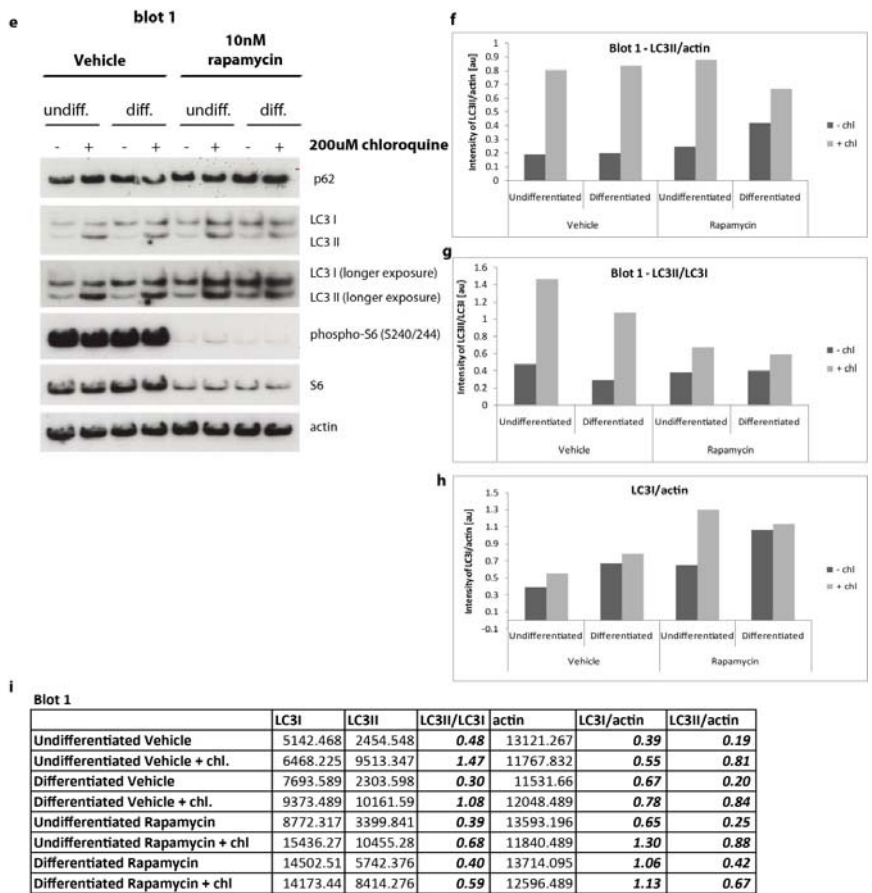 e
blot 1
Vehicle
10nM
rapamycin
undiff. diff. undiff. diff.
- + - + - + - + 200uM chloroquine
p62
LC3 I
LC3 II
LC3 I (longer exposure)
LC3 II (longer exposure)
phospho-S6 (S240/244)
S6
actin
f
Blot 1 - LC3II/actin
Intensity of LC3II/actin [au]
1
0.9
0.8
0.7
0.6
0.5
0.4
0.3
0.2
0.1
0
Undifferentiated Differentiated Undifferentiated Differentiated
Vehicle Rapamycin
- chl
+ chl
g
Blot 1 - LC3II/LC3I
Intensity of LC3II/LC3I [au]
1.6
1.4
1.2
1
0.8
0.6
0.4
0.2
0
Undifferentiated Differentiated Undifferentiated Differentiated
Vehicle Rapamycin
- chl
+ chl
h
LC3I/actin
Intensity of LC3I/actin [au]
1.5
1.3
1.1
0.9
0.7
0.5
0.3
0.1
-0.1
Undifferentiated Differentiated Undifferentiated Differentiated
Vehicle Rapamycin
- chl
+ chl
i
Blot 1
LC3I LC3II LC3II/LC3I actin LC3I/actin LC3II/actin
Undifferentiated Vehicle 5142.468 2454.548 0.48 13121.267 0.39 0.19
Undifferentiated Vehicle + chl. 6468.225 9513.347 1.47 11767.832 0.55 0.81
Differentiated Vehicle 7693.589 2303.598 0.30 11531.66 0.67 0.20
Differentiated Vehicle + chl. 9373.489 10161.59 1.08 12048.489 0.78 0.84
Undifferentiated Rapamycin 8772.317 3399.841 0.39 13593.196 0.65 0.25
Undifferentiated Rapamycin + chl 15436.27 10455.28 0.68 11840.489 1.30 0.88
Differentiated Rapamycin 14502.51 5742.376 0.40 13714.095 1.06 0.42
Differentiated Rapamycin + chl 14173.44 8414.276 0.59 12596.489 1.13 0.67